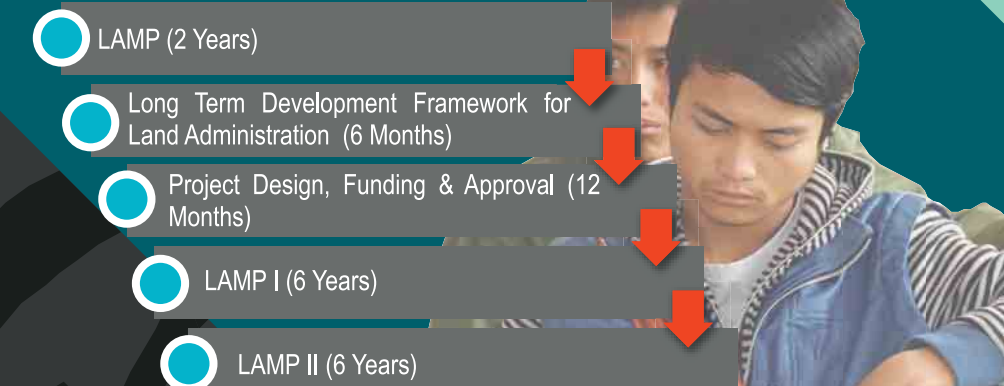 LAMP (2 Years)
Long Term Development Framework for
Land Administration (6 Months)
Project Design, Funding & Approval (12
Months)
LAMP I (6 Years)
LAMP II (6 Years)